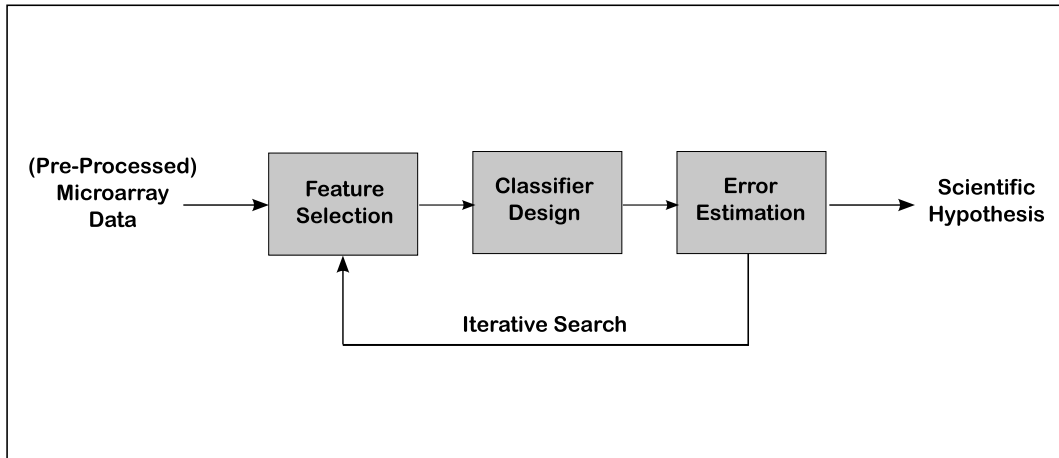 (Pre-Processed)
Microarray
Data
Feature
Selection
Classifier
Design
Error
Estimation
Scientific
Hypothesis
Iterative Search